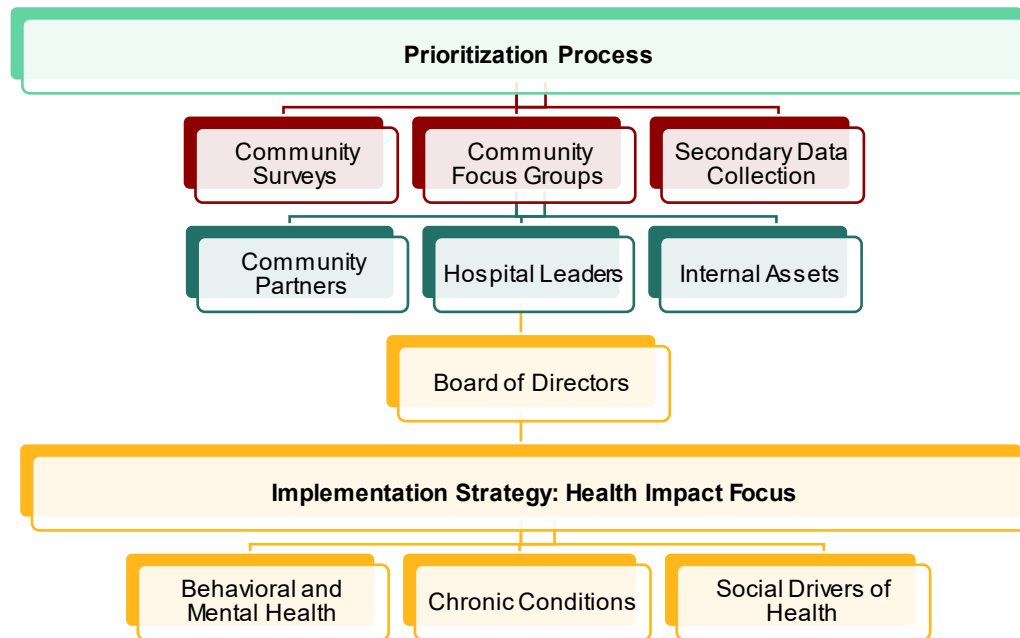 Prioritization Process
Community
Surveys
Community
Focus Groups
Secondary Data
Collection
Community
Partners
Hospital Leaders
Internal Assets
Board of Directors
Implementation Strategy: Health Impact Focus
Behavioral and
Mental Health
Chronic Conditions
Social Drivers of
Health